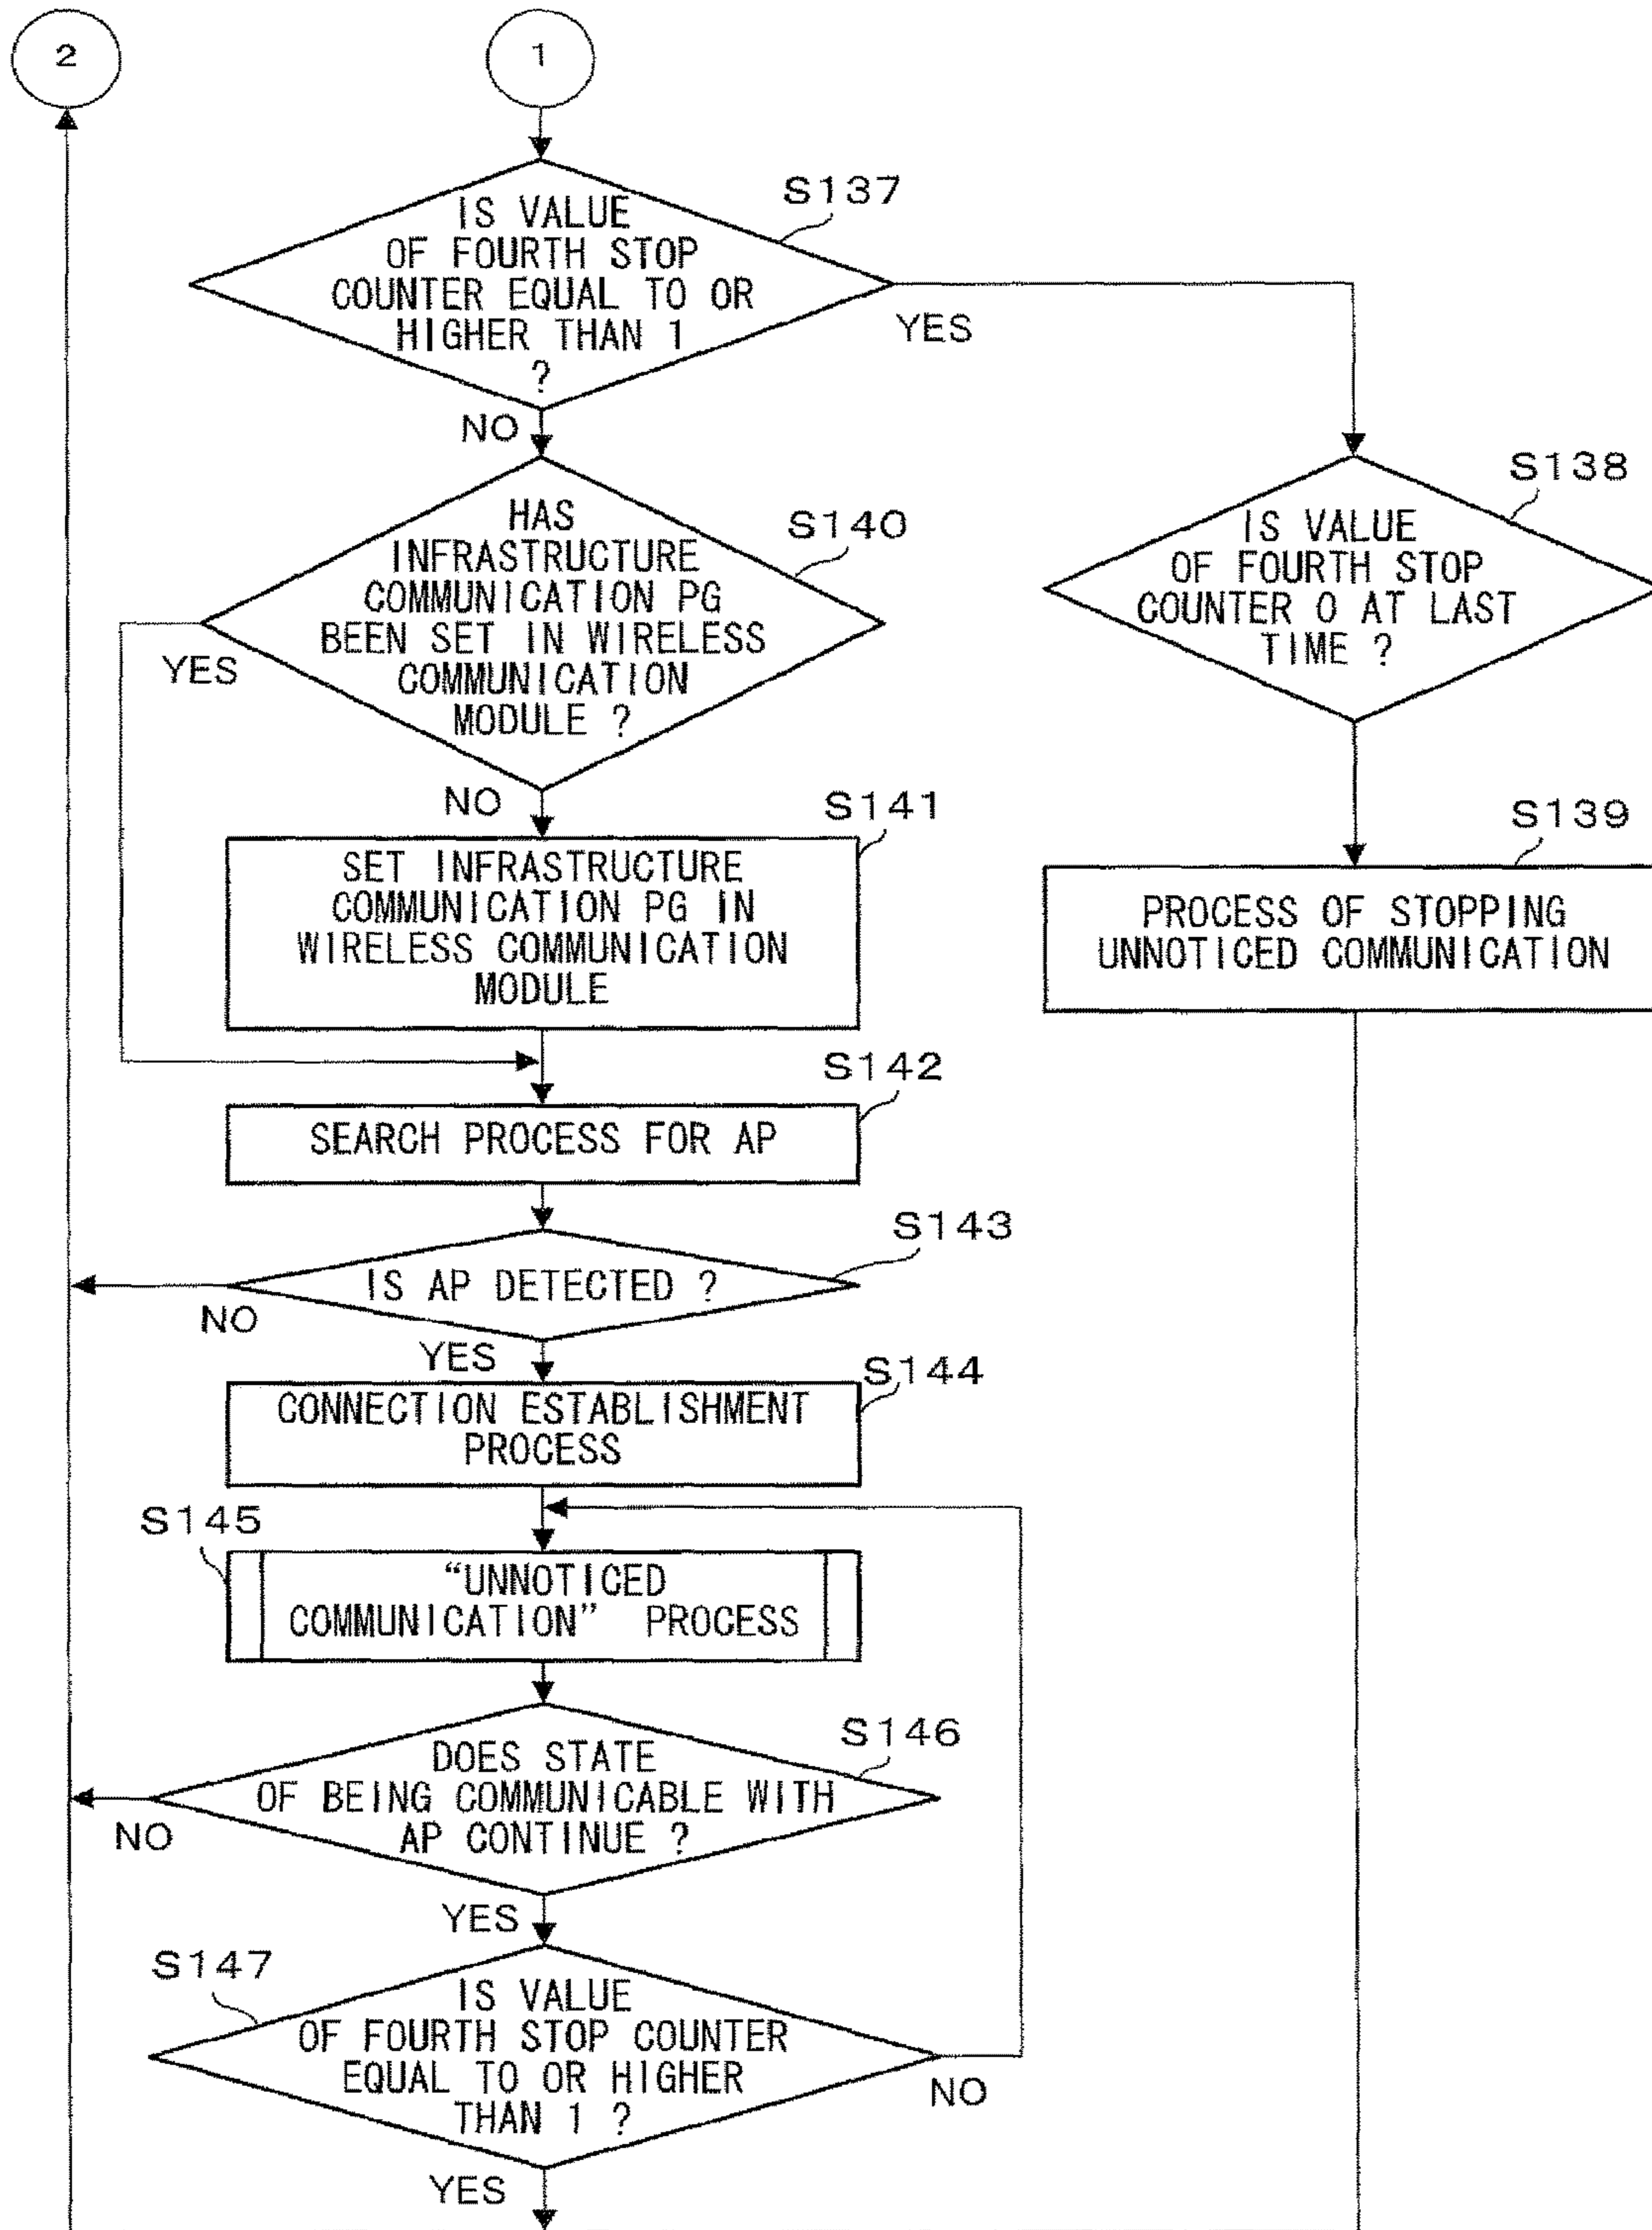 2
1
S137
IS VALUE
OF FOURTH STOP
COUNTER EQUAL TO OR
HIGHER THAN 1
?
YES
NO
S138
IS VALUE
OF FOURTH STOP
COUNTER 0 AT LAST
TIME ?
S140
HAS
INFRASTRUCTURE
COMMUNICATION PG
BEEN SET IN WIRELESS
COMMUNICATION
MODULE ?
YES
NO
S139
PROCESS OF STOPPING
UNNOTICED COMMUNICATION
S141
SET INFRASTRUCTURE
COMMUNICATION PG IN
WIRELESS COMMUNICATION
MODULE
S142
SEARCH PROCESS FOR AP
S143
IS AP DETECTED ?
NO
YES
S144
CONNECTION ESTABLISHMENT
PROCESS
S145
“UNNOTICED
COMMUNICATION” PROCESS
S146
DOES STATE
OF BEING COMMUNICABLE WITH
AP CONTINUE ?
NO
YES
S147
IS VALUE
OF FOURTH STOP COUNTER
EQUAL TO OR HIGHER
THAN 1 ?
NO
YES